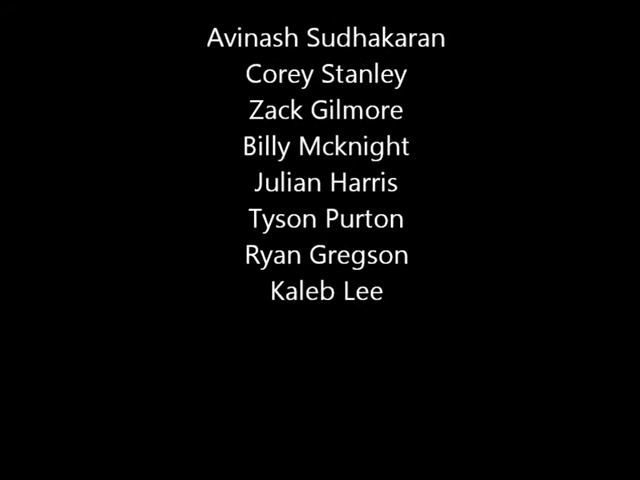 Avinash Sudhakaran
Corey Stanley
Zack Gilmore
Billy Mcknight
Julian Harris
Tyson Purton
Ryan Gregson
Kaleb Lee